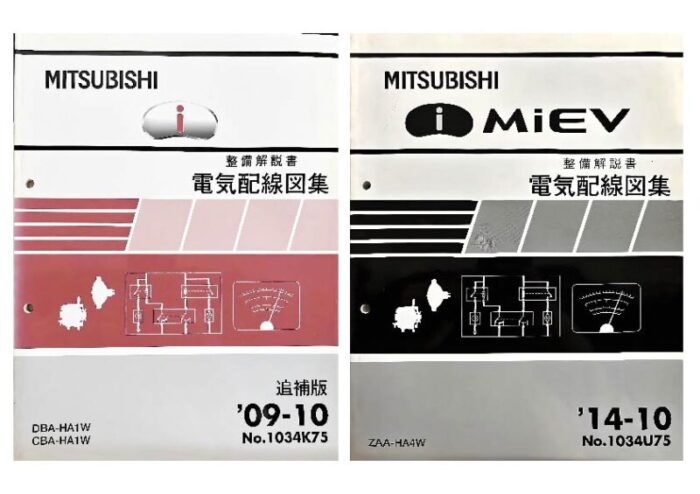 MITSUBISHI
i
整備解説書
電気配線図集
追補版
'09-10
DBA-HA1W
CBA-HA1W
No.1034K75
MITSUBISHI
i MiEV
整備解説書
電気配線図集
'14-10
ZAA-HA4W
No.1034U75